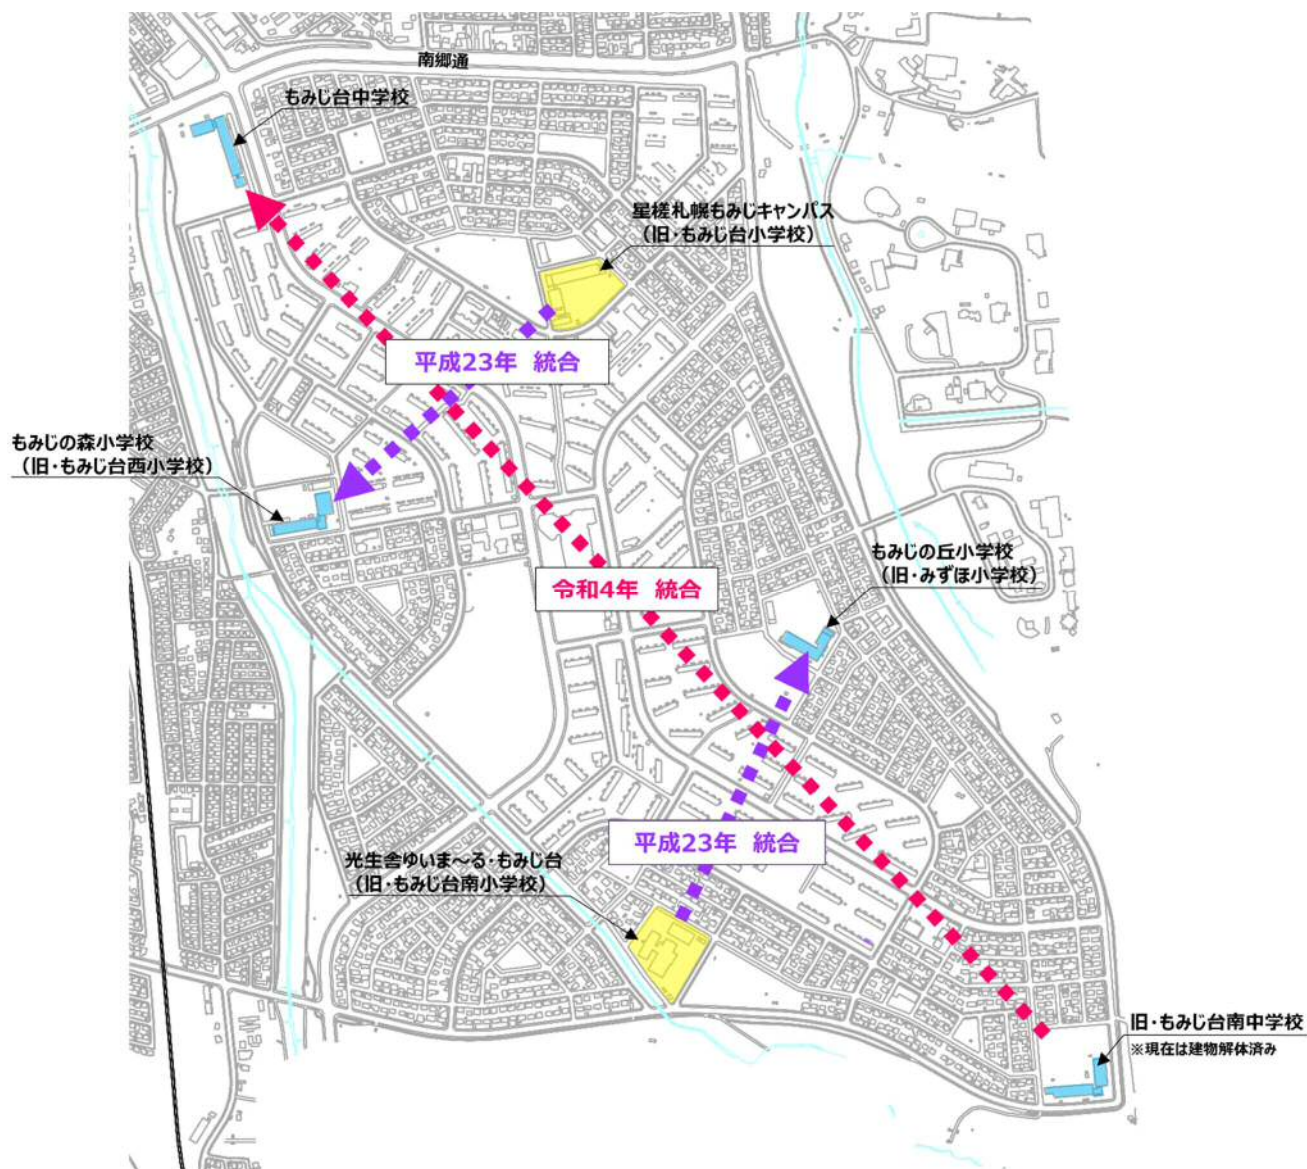 南郷通
もみじ台中学校
星槎札幌もみじキャンパス
（旧・もみじ台小学校）
平成23年 統合
もみじの森小学校
（旧・もみじ台西小学校）
もみじの丘小学校
（旧・みずほ小学校）
令和4年 統合
平成23年 統合
光生舎ゆいま～る・もみじ台
（旧・もみじ台南小学校）
旧・もみじ台南中学校
※現在は建物解体済み